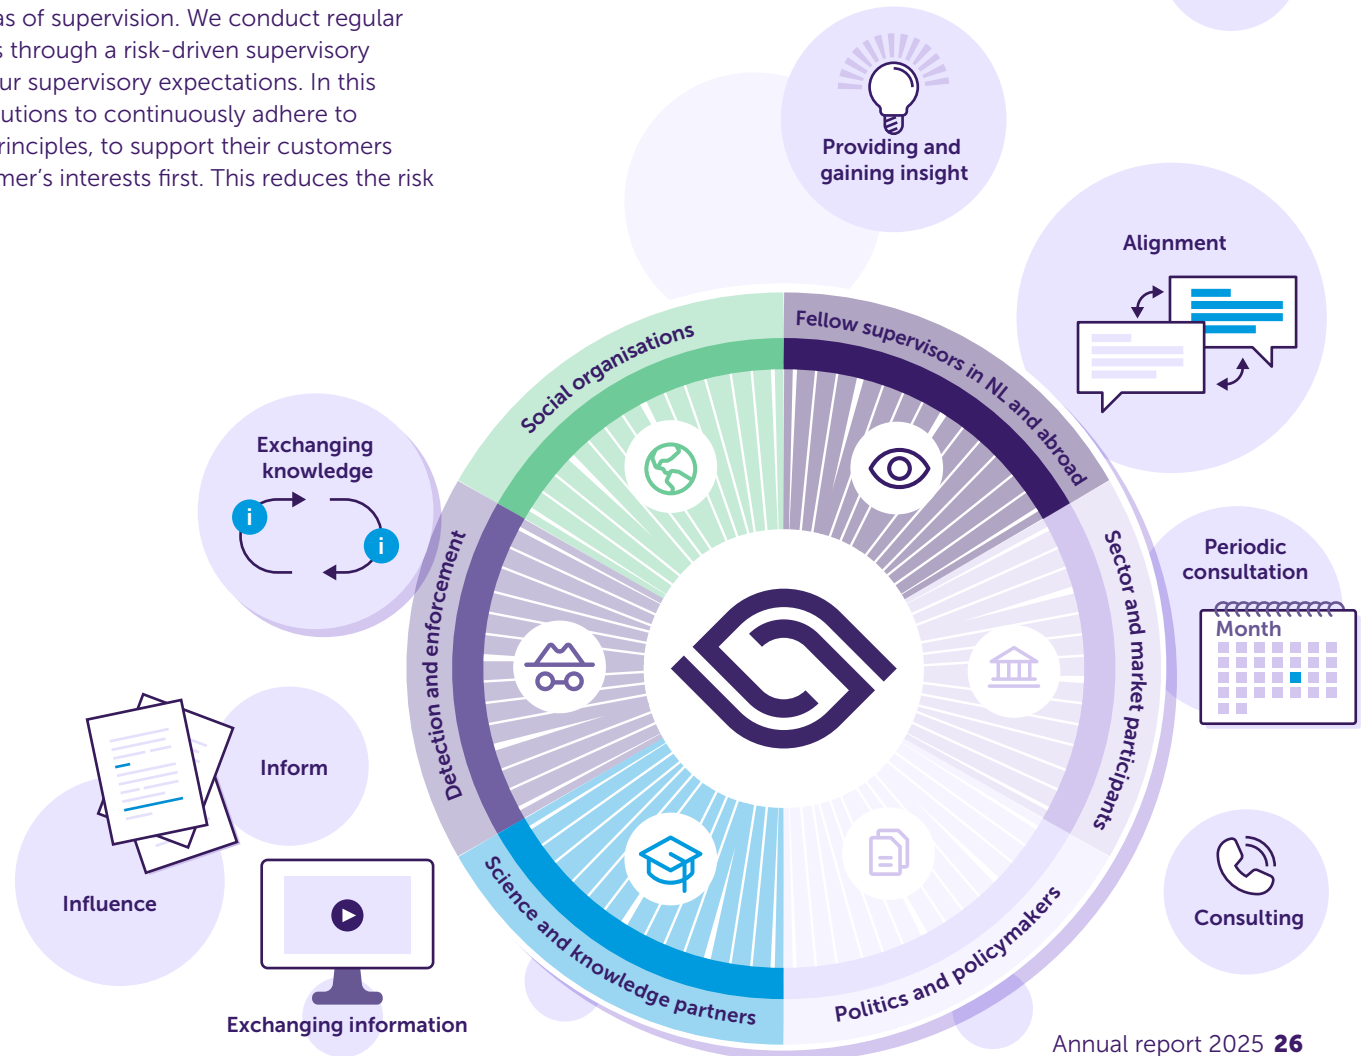 as of supervision. We conduct regular
s through a risk-driven supervisory
ur supervisory expectations. In this
utions to continuously adhere to
rinciples, to support their customers
mer's interests first. This reduces the risk
Providing and
gaining insight
Alignment
Social organisations
Fellow supervisors in NL and abroad
Exchanging
knowledge
i
i
Detection and enforcement
Sector and market participants
Periodic
consultation
Month
Inform
Influence
Science and knowledge partners
Politics and policymakers
Consulting
Exchanging information
Annual report 2025 26